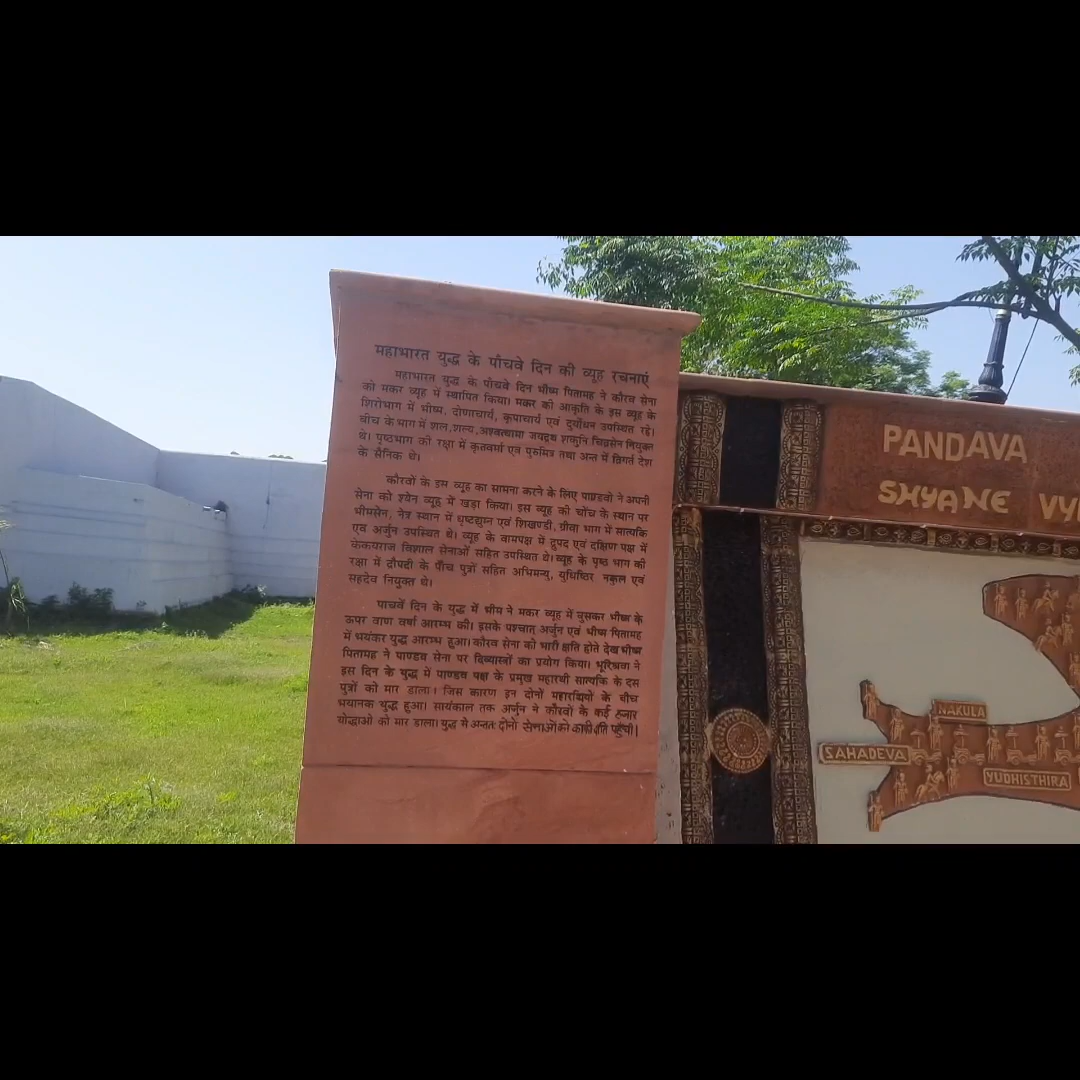 महाभारत युद्ध के पाँचवे दिन की व्यूह रचनाएं
महाभारत युद्ध के पाँचवे दिन भीष्म पितामह ने कौरव सेना
को मकर व्यूह में स्थापित किया। मकर की आकृति के इस व्यूह के
शिरोभाग में भीष्म, द्रोणाचार्य, कृपाचार्य एवं दुर्योधन उपस्थित रहे।
बीच के भाग में शल,शल्य,अश्वत्थामा जयद्रथ शकुनि चित्रसेन नियुक्त
थे। पृष्ठभाग की रक्षा में कृतवर्मा एवं पुरुमित्र तथा अन्त में त्रिगर्त देश
के सैनिक थे।
कौरवों के इस व्यूह का सामना करने के लिए पाण्डवों ने अपनी
सेना को श्येन व्यूह में खड़ा किया। इस व्यूह की चोंच के स्थान पर
भीमसेन, नेत्र स्थान में धृष्टद्युम्न एवं शिखण्डी, ग्रीवा भाग में सात्यकि
एवं अर्जुन उपस्थित थे। व्यूह के वामपक्ष में द्रुपद एवं दक्षिण पक्ष में
केकयराज विशाल सेनाओं सहित उपस्थित थे। व्यूह के पृष्ठ भाग की
रक्षा में द्रौपदी के पाँच पुत्रों सहित अभिमन्यु, युधिष्ठिर नकुल एवं
सहदेव नियुक्त थे।
पाचवें दिन के युद्ध में भीम ने मकर व्यूह में घुसकर भीष्म के
ऊपर वाण वर्षा आरम्भ की। इसके पश्चात् अर्जुन एवं भीष्म पितामह
में भयंकर युद्ध आरम्भ हुआ। कौरव सेना की भारी क्षति होते देख भीष्म
पितामह ने पाण्डव सेना पर दिव्यास्त्रों का प्रयोग किया। भूरिश्रवा ने
इस दिन के युद्ध में पाण्डव पक्ष के प्रमुख महारथी सात्यकि के दस
पुत्रों को मार डाला। जिस कारण इन दोनों महारथियों के बीच
भयानक युद्ध हुआ। सायंकाल तक अर्जुन ने कौरवों के कई हजार
योद्धाओं को मार डाला। युद्ध में अन्ततः दोनो सेनाओं को काफी क्षति पहुँची।
PANDAVA
SHYANE VY
NAKULA
SAHADEVA
YUDHISTHIRA